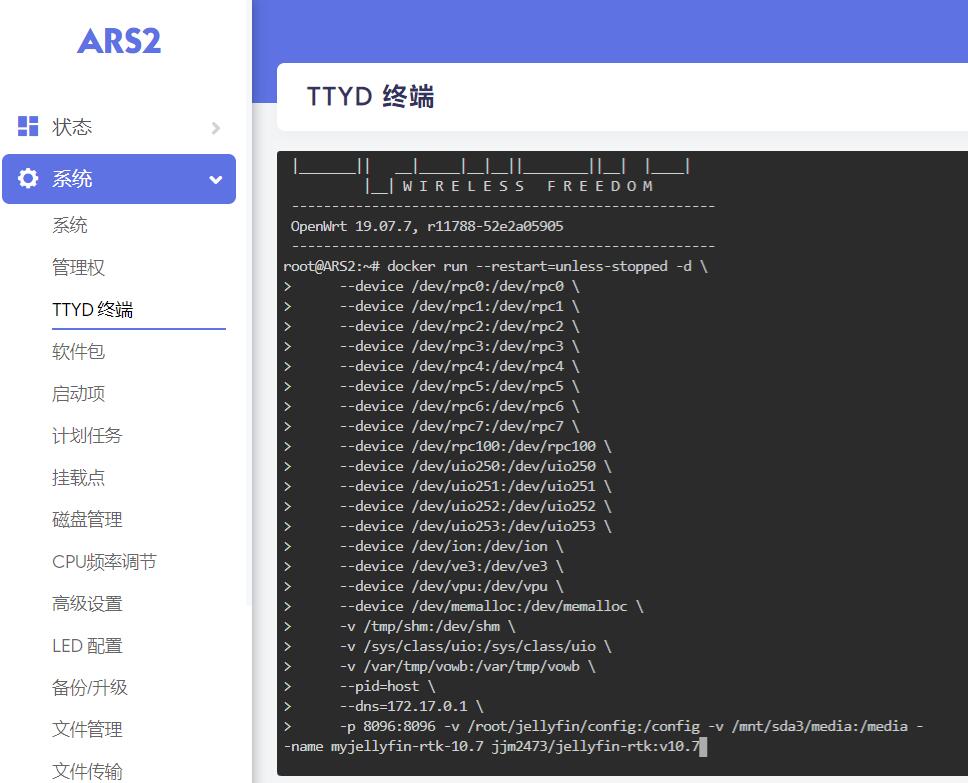 ARS2
状态
系统
系统
管理权
TTYD 终端
软件包
启动项
计划任务
挂载点
磁盘管理
CPU频率调节
高级设置
LED 配置
备份/升级
文件管理
文件传输
TTYD 终端
|_______||   __|_____|__|__||________||__|  |____|
|__| W I R E L E S S   F R E E D O M
-----------------------------------------------------
OpenWrt 19.07.7, r11788-52e2a05905
-----------------------------------------------------
root@ARS2:~# docker run --restart=unless-stopped -d \
>      --device /dev/rpc0:/dev/rpc0 \
>      --device /dev/rpc1:/dev/rpc1 \
>      --device /dev/rpc2:/dev/rpc2 \
>      --device /dev/rpc3:/dev/rpc3 \
>      --device /dev/rpc4:/dev/rpc4 \
>      --device /dev/rpc5:/dev/rpc5 \
>      --device /dev/rpc6:/dev/rpc6 \
>      --device /dev/rpc7:/dev/rpc7 \
>      --device /dev/rpc100:/dev/rpc100 \
>      --device /dev/uio250:/dev/uio250 \
>      --device /dev/uio251:/dev/uio251 \
>      --device /dev/uio252:/dev/uio252 \
>      --device /dev/uio253:/dev/uio253 \
>      --device /dev/ion:/dev/ion \
>      --device /dev/ve3:/dev/ve3 \
>      --device /dev/vpu:/dev/vpu \
>      --device /dev/memalloc:/dev/memalloc \
>      -v /tmp/shm:/dev/shm \
>      -v /sys/class/uio:/sys/class/uio \
>      -v /var/tmp/vowb:/var/tmp/vowb \
>      --pid=host \
>      --dns=172.17.0.1 \
>      -p 8096:8096 -v /root/jellyfin/config:/config -v /mnt/sda3/media:/media -
-name myjellyfin-rtk-10.7 jjm2473/jellyfin-rtk:v10.7